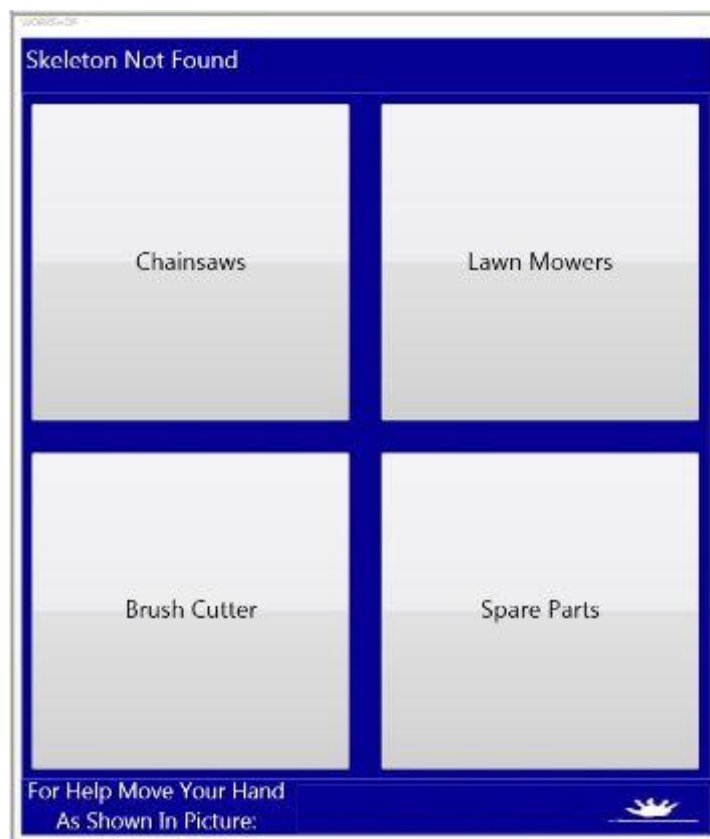 WORKSHOP
Skeleton Not Found
Chainsaws
Lawn Mowers
Brush Cutter
Spare Parts
For Help Move Your Hand
As Shown In Picture: